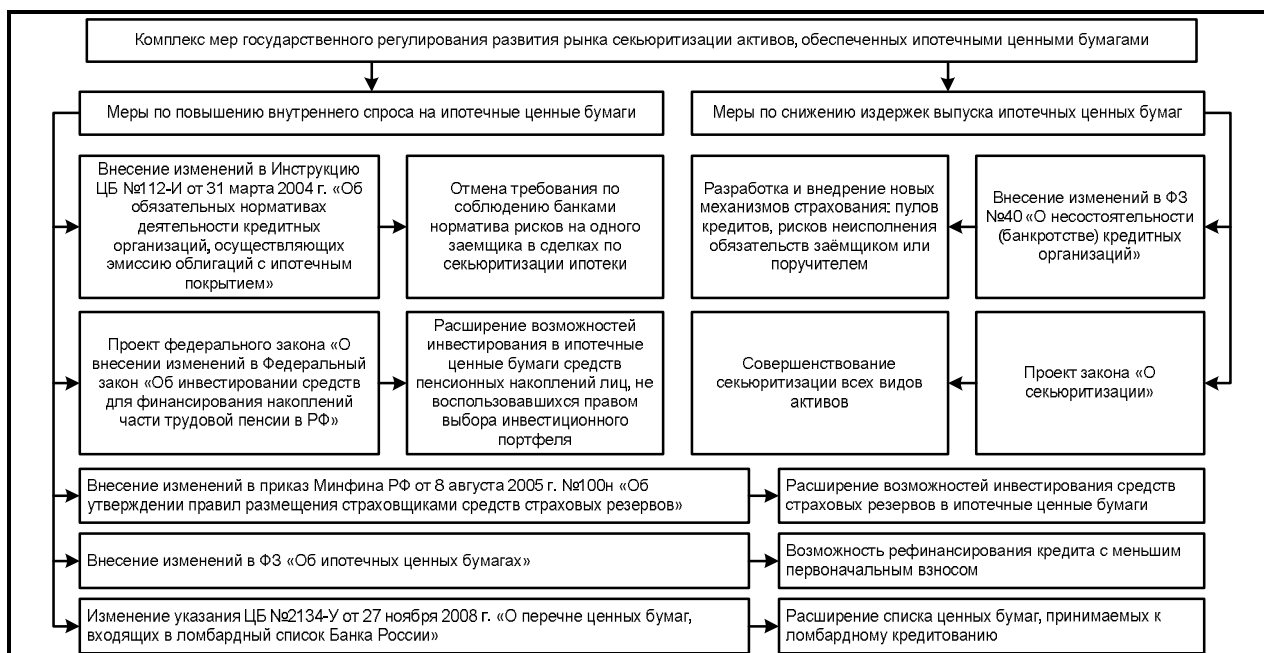 Комплекс мер государственного регулирования развития рынка секьюритизации активов, обеспеченных ипотечными ценными бумагами
Меры по повышению внутреннего спроса на ипотечные ценные бумаги
Меры по снижению издержек выпуска ипотечных ценных бумаг
Внесение изменений в Инструкцию
ЦБ №112-И от 31 марта 2004 г. «Об
обязательных нормативах
деятельности кредитных
организаций, осуществляющих
эмиссию облигаций с ипотечным
покрытием»
Отмена требования по
соблюдению банками
норматива рисков на одного
заемщика в сделках по
секьюритизации ипотеки
Разработка и внедрение новых
механизмов страхования: пулов
кредитов, рисков неисполнения
обязательств заёмщиком или
поручителем
Внесение изменений в ФЗ
№40 «О несостоятельности
(банкротстве) кредитных
организаций»
Проект федерального закона «О
внесении изменений в Федеральный
закон «Об инвестировании средств
для финансирования накоплений
части трудовой пенсии в РФ»
Расширение возможностей
инвестирования в ипотечные
ценные бумаги средств
пенсионных накоплений лиц, не
воспользовавшихся правом
выбора инвестиционного
портфеля
Совершенствование
секьюритизации всех видов
активов
Проект закона «О
секьюритизации»
Внесение изменений в приказ Минфина РФ от 8 августа 2005 г. №100н «Об
утверждении правил размещения страховщиками средств страховых резервов»
Расширение возможностей инвестирования средств
страховых резервов в ипотечные ценные бумаги
Внесение изменений в ФЗ «Об ипотечных ценных бумагах»
Возможность рефинансирования кредита с меньшим
первоначальным взносом
Изменение указания ЦБ №2134-У от 27 ноября 2008 г. «О перечне ценных бумаг,
входящих в ломбардный список Банка России»
Расширение списка ценных бумаг, принимаемых к
ломбардному кредитованию